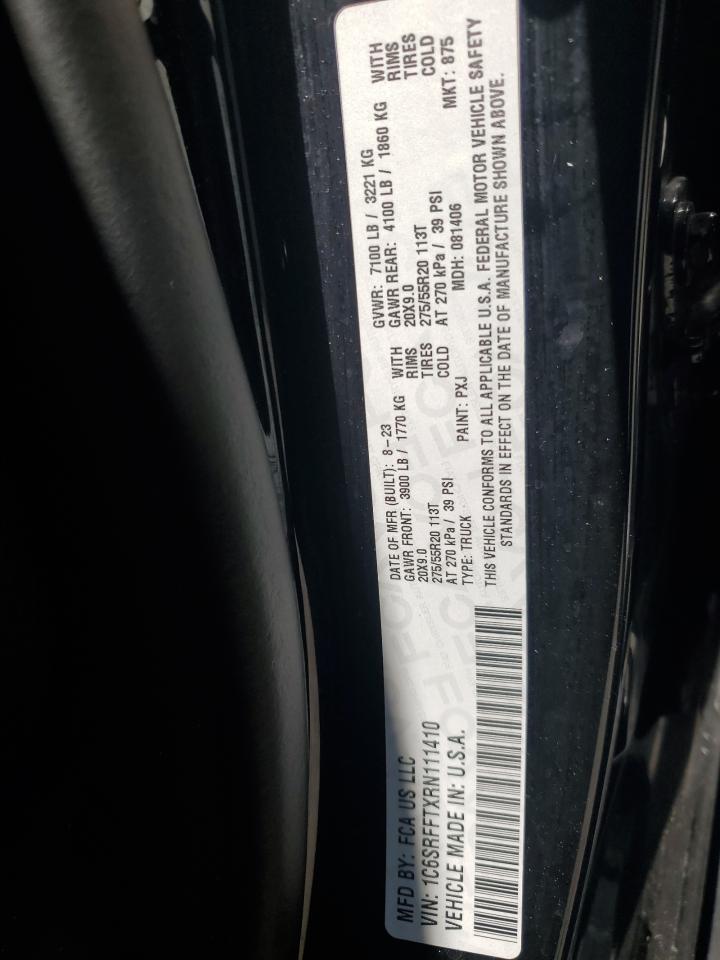 MFD BY: FCA US LLC
VIN: 1C6SRFFTXRN111410
VEHICLE MADE IN: U.S.A.
DATE OF MFR (BUILT): 8-23 GVWR: 7100 LB / 3221 KG
GAWR FRONT: 3900 LB / 1770 KG WITH GAWR REAR: 4100 LB / 1860 KG WITH
20X9.0 RIMS 20X9.0 RIMS
275/55R20 113T TIRES 275/55R20 113T TIRES
AT 270 kPa / 39 PSI COLD AT 270 kPa / 39 PSI COLD
TYPE: TRUCK PAINT: PXJ MDH: 081406 MKT: 875
THIS VEHICLE CONFORMS TO ALL APPLICABLE U.S.A. FEDERAL MOTOR VEHICLE SAFETY
STANDARDS IN EFFECT ON THE DATE OF MANUFACTURE SHOWN ABOVE.